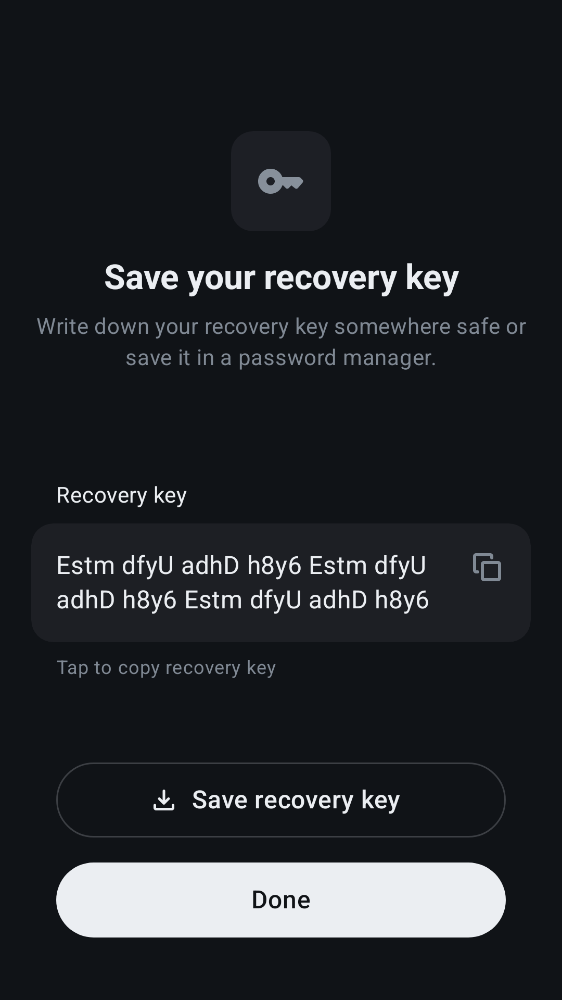 Save your recovery key
Write down your recovery key somewhere safe or
save it in a password manager.
Recovery key
Estm dfyU adhD h8y6 Estm dfyU
adhD h8y6 Estm dfyU adhD h8y6
Tap to copy recovery key
Save recovery key
Done